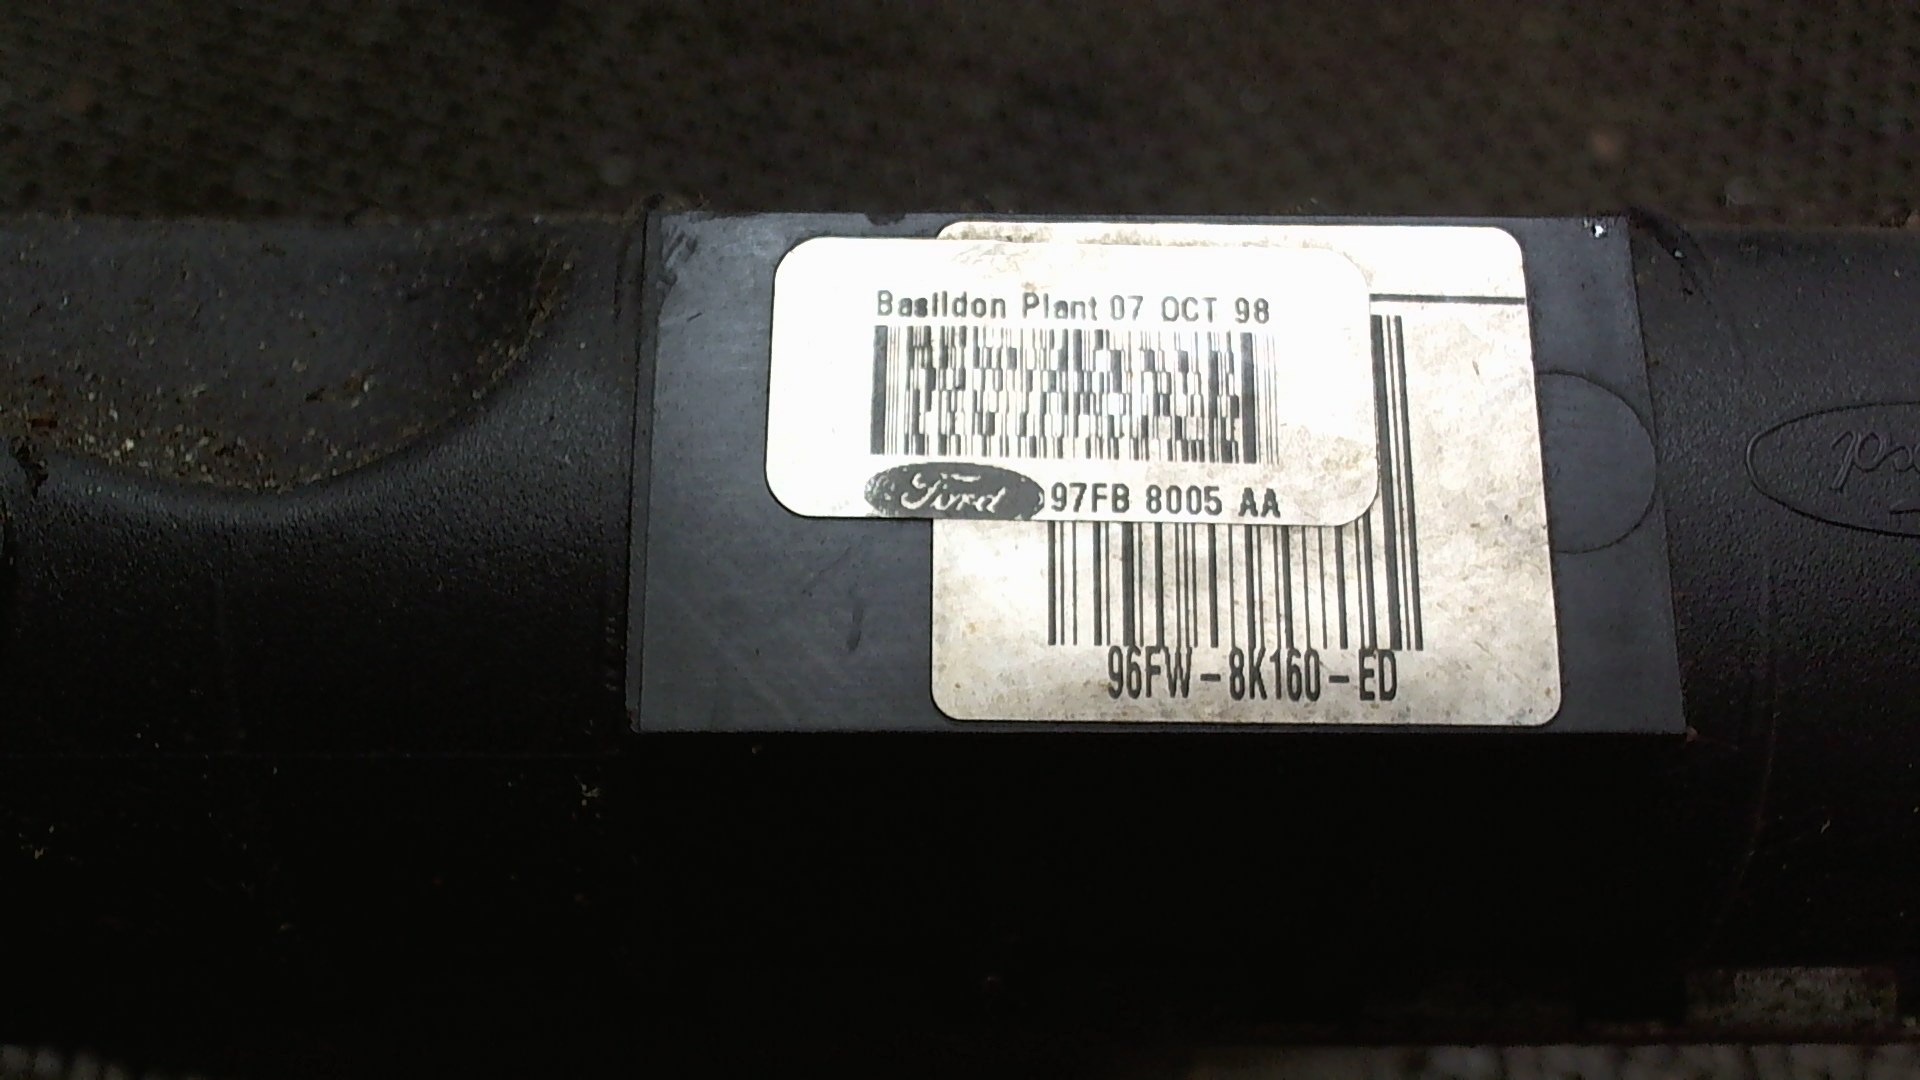 Basildon Plant 07 OCT 98
Ford 97FB 8005 AA
96FW-8K160-ED